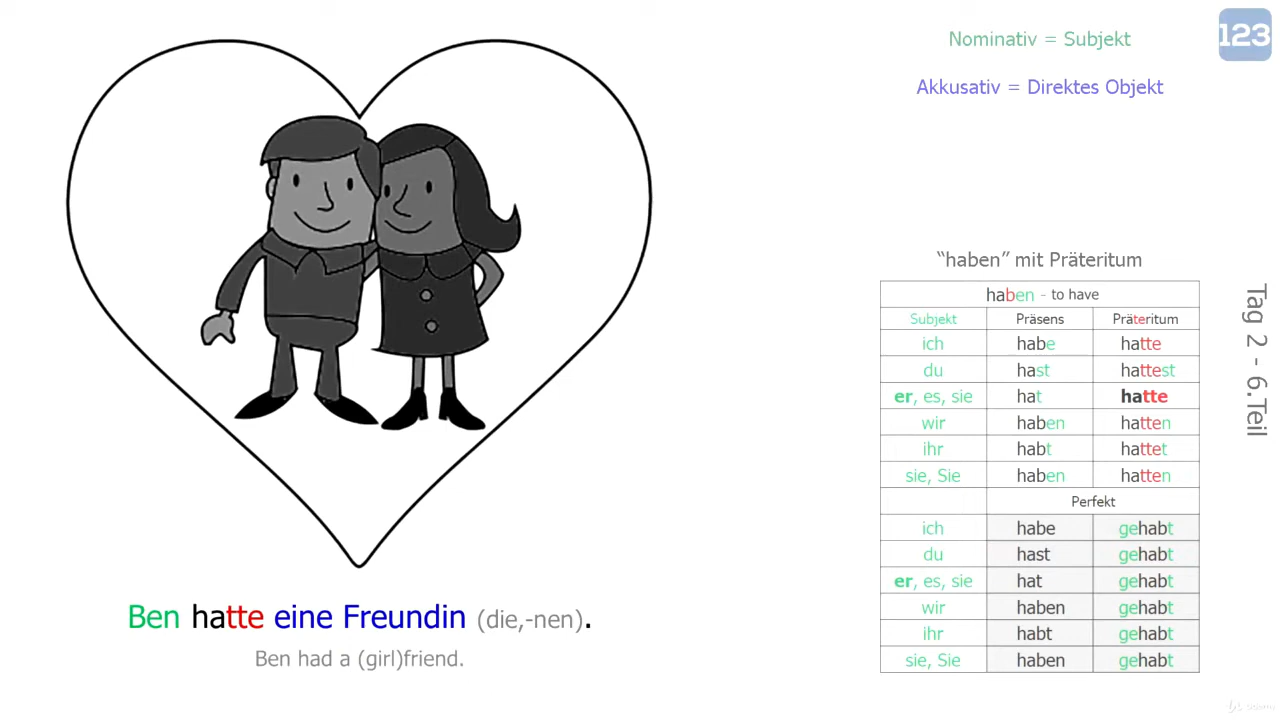 Nominativ = Subjekt
123
Akkusativ = Direktes Objekt
“haben” mit Präteritum
haben - to have
Subjekt Präsens Präteritum
ich habe hatte
du hast hattest
er, es, sie hat hatte
wir haben hatten
ihr habt hattet
sie, Sie haben hatten
Perfekt
ich habe gehabt
du hast gehabt
er, es, sie hat gehabt
wir haben gehabt
ihr habt gehabt
sie, Sie haben gehabt
Tag 2 - 6.Teil
Ben hatte eine Freundin (die,-nen).
Ben had a (girl)friend.